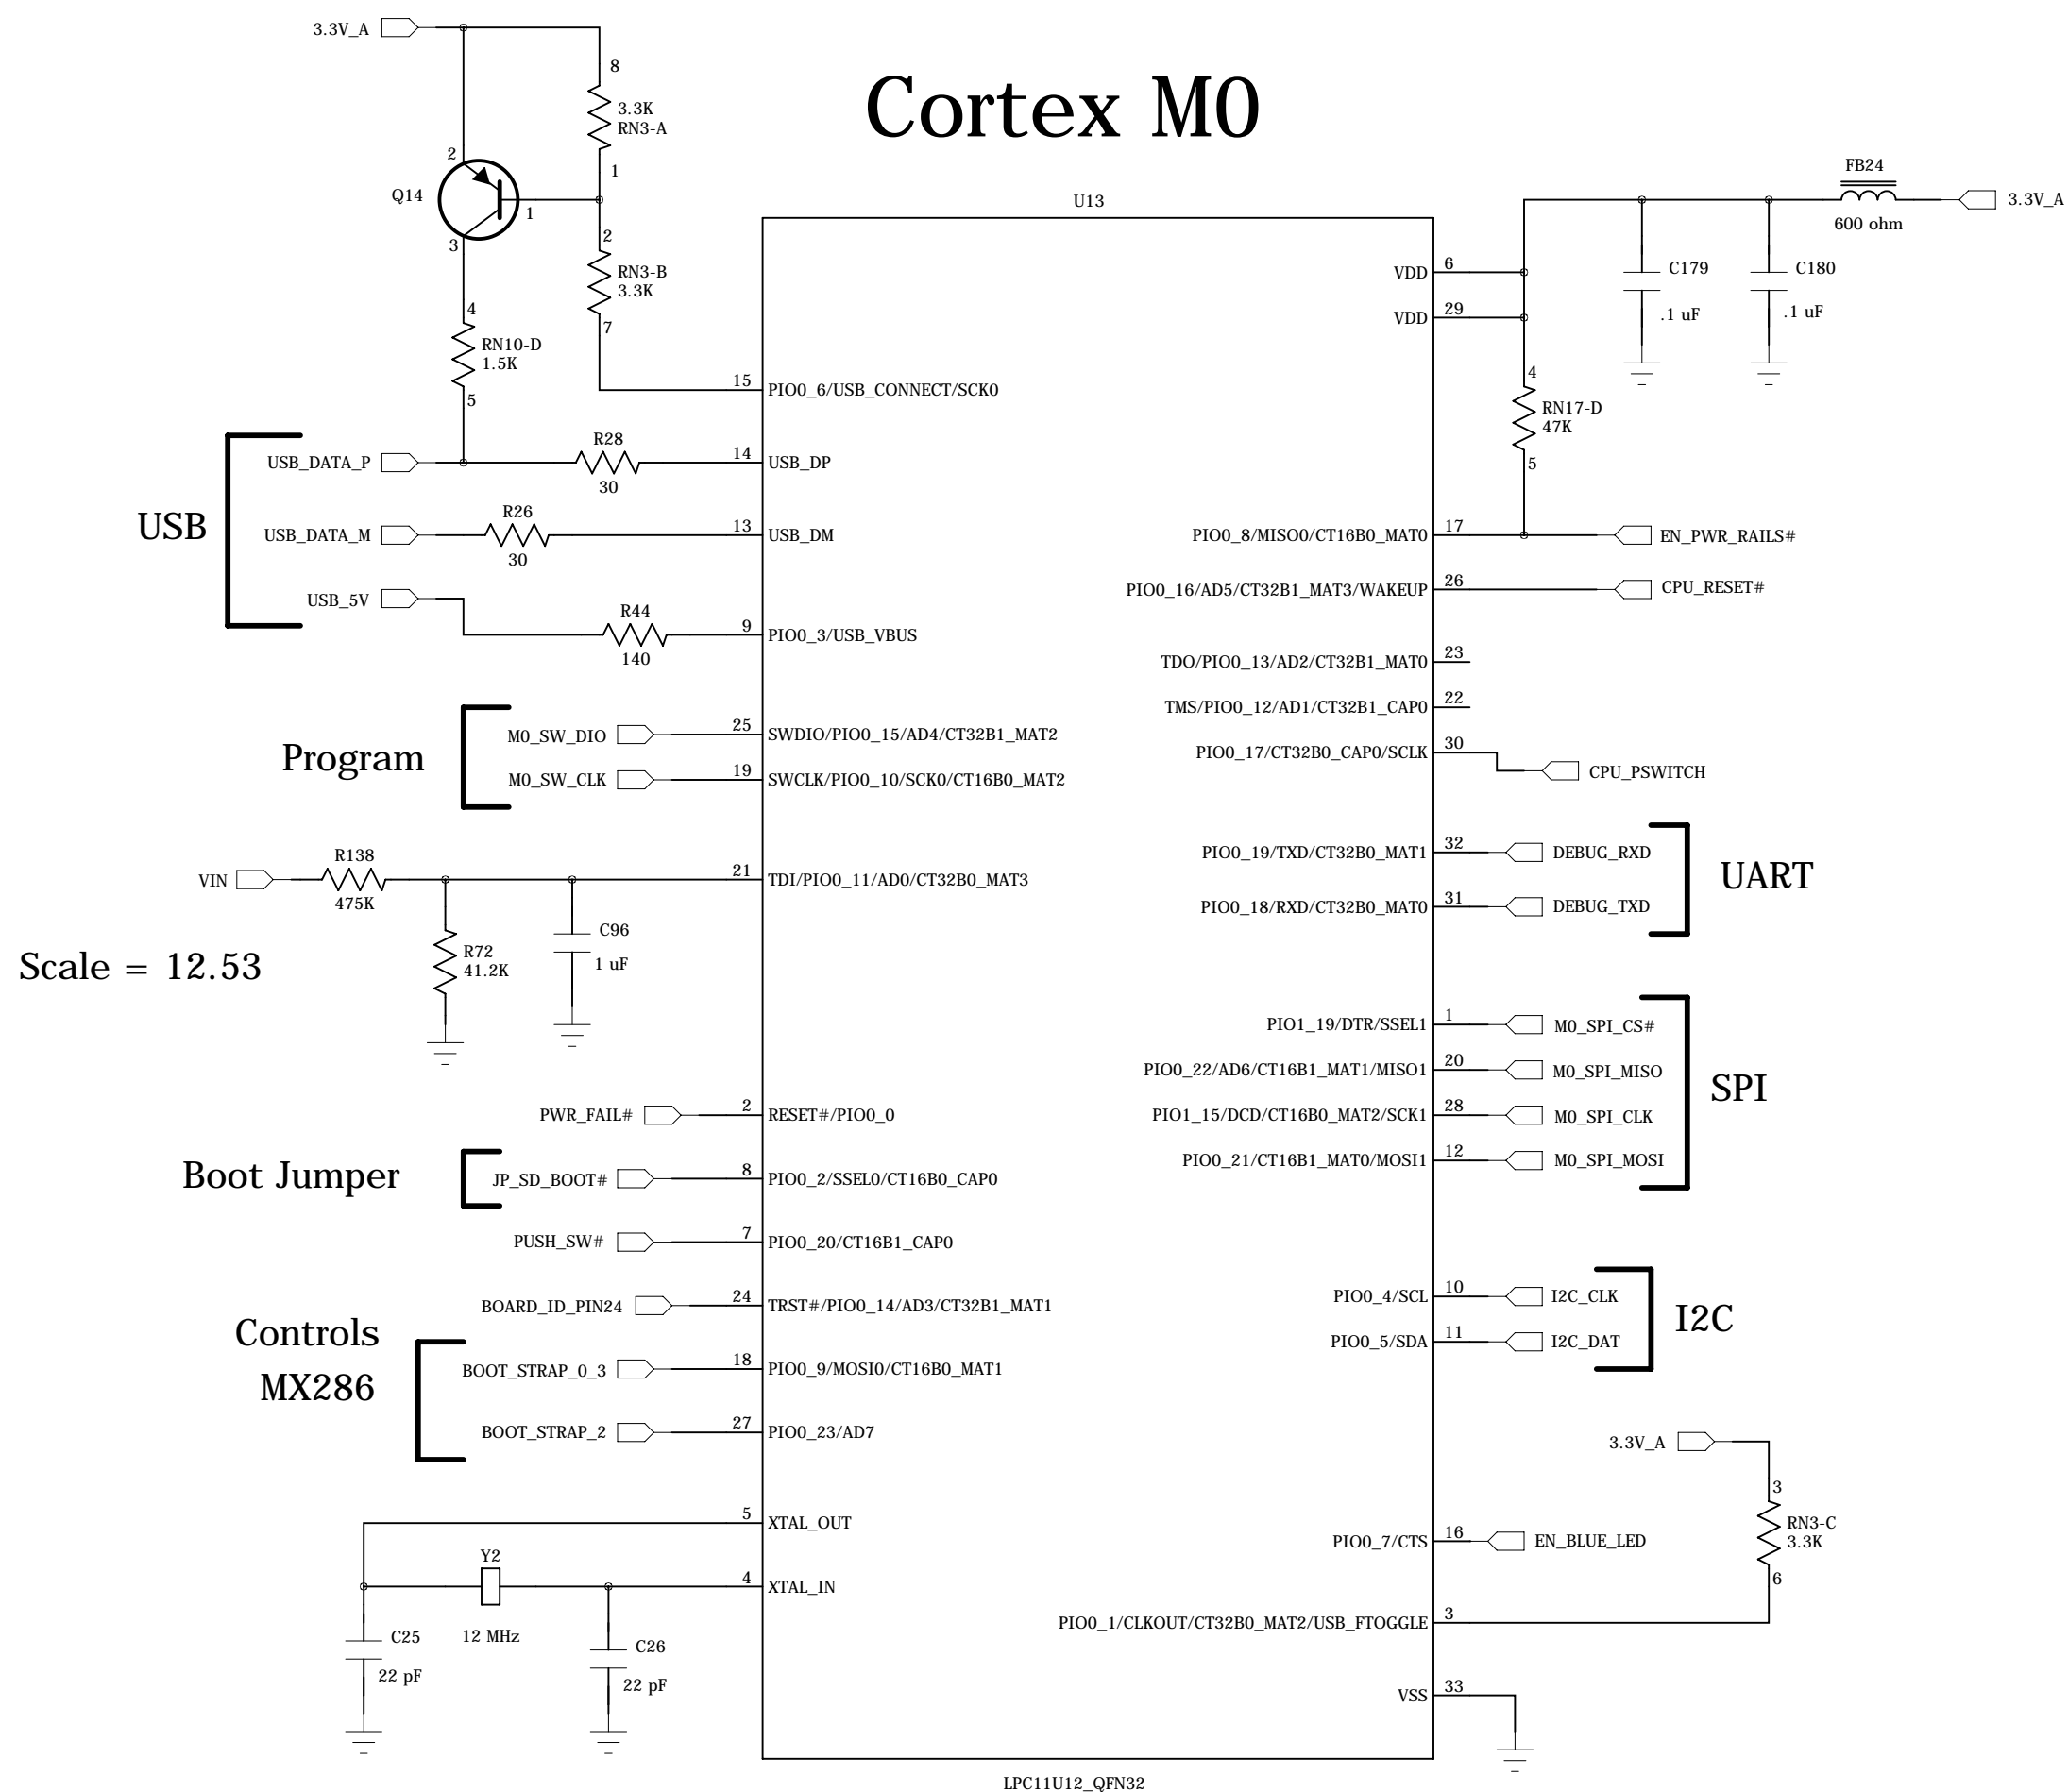 Cortex M0
3.3V_A
8
3.3K
RN3-A
1
2
Q14
1
3
2
RN3-B
3.3K
7
4
RN10-D
1.5K
5
USB
USB_DATA_P
R28
30
USB_DATA_M
R26
30
USB_5V
R44
140
Program
M0_SW_DIO
M0_SW_CLK
VIN
R138
475K
R72
41.2K
C96
1 uF
Scale = 12.53
PWR_FAIL#
Boot Jumper
JP_SD_BOOT#
PUSH_SW#
BOARD_ID_PIN24
Controls
MX286
BOOT_STRAP_0_3
BOOT_STRAP_2
Y2
12 MHz
C25
22 pF
C26
22 pF
U13
15 PIO0_6/USB_CONNECT/SCK0
14 USB_DP
13 USB_DM
9 PIO0_3/USB_VBUS
25 SWDIO/PIO0_15/AD4/CT32B1_MAT2
19 SWCLK/PIO0_10/SCK0/CT16B0_MAT2
21 TDI/PIO0_11/AD0/CT32B0_MAT3
2 RESET#/PIO0_0
8 PIO0_2/SSEL0/CT16B0_CAP0
7 PIO0_20/CT16B1_CAP0
24 TRST#/PIO0_14/AD3/CT32B1_MAT1
18 PIO0_9/MOSI0/CT16B0_MAT1
27 PIO0_23/AD7
5 XTAL_OUT
4 XTAL_IN
VDD 6
VDD 29
PIO0_8/MISO0/CT16B0_MAT0 17
PIO0_16/AD5/CT32B1_MAT3/WAKEUP 26
TDO/PIO0_13/AD2/CT32B1_MAT0 23
TMS/PIO0_12/AD1/CT32B1_CAP0 22
PIO0_17/CT32B0_CAP0/SCLK 30
PIO0_19/TXD/CT32B0_MAT1 32
PIO0_18/RXD/CT32B0_MAT0 31
PIO1_19/DTR/SSEL1 1
PIO0_22/AD6/CT16B1_MAT1/MISO1 20
PIO1_15/DCD/CT16B0_MAT2/SCK1 28
PIO0_21/CT16B1_MAT0/MOSI1 12
PIO0_4/SCL 10
PIO0_5/SDA 11
PIO0_7/CTS 16
PIO0_1/CLKOUT/CT32B0_MAT2/USB_FTOGGLE 3
VSS 33
LPC11U12_QFN32
FB24
600 ohm
3.3V_A
C179
.1 uF
C180
.1 uF
4
RN17-D
47K
5
EN_PWR_RAILS#
CPU_RESET#
CPU_PSWITCH
DEBUG_RXD
DEBUG_TXD
UART
M0_SPI_CS#
M0_SPI_MISO
M0_SPI_CLK
M0_SPI_MOSI
SPI
I2C_CLK
I2C_DAT
I2C
3.3V_A
3
RN3-C
3.3K
6
EN_BLUE_LED